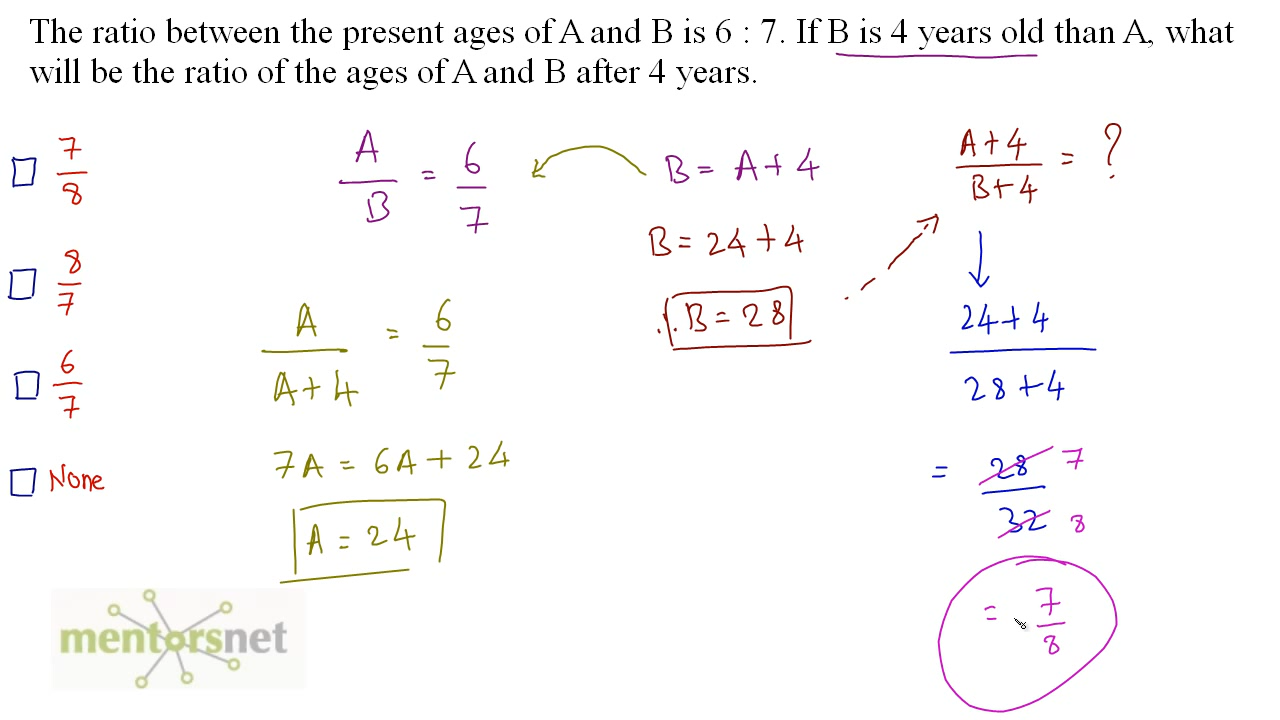 The ratio between the present ages of A and B is 6 : 7. If B is 4 years old than A, what
will be the ratio of the ages of A and B after 4 years.
7/8
8/7
6/7
None
A/B = 6/7
A/(A+4) = 6/7
7A = 6A + 24
A = 24
B = A + 4
B = 24 + 4
∴ B = 28
A+4/B+4 = ?
24+4/28+4
= 28/32 7/8
= 7/8
mentorsnet